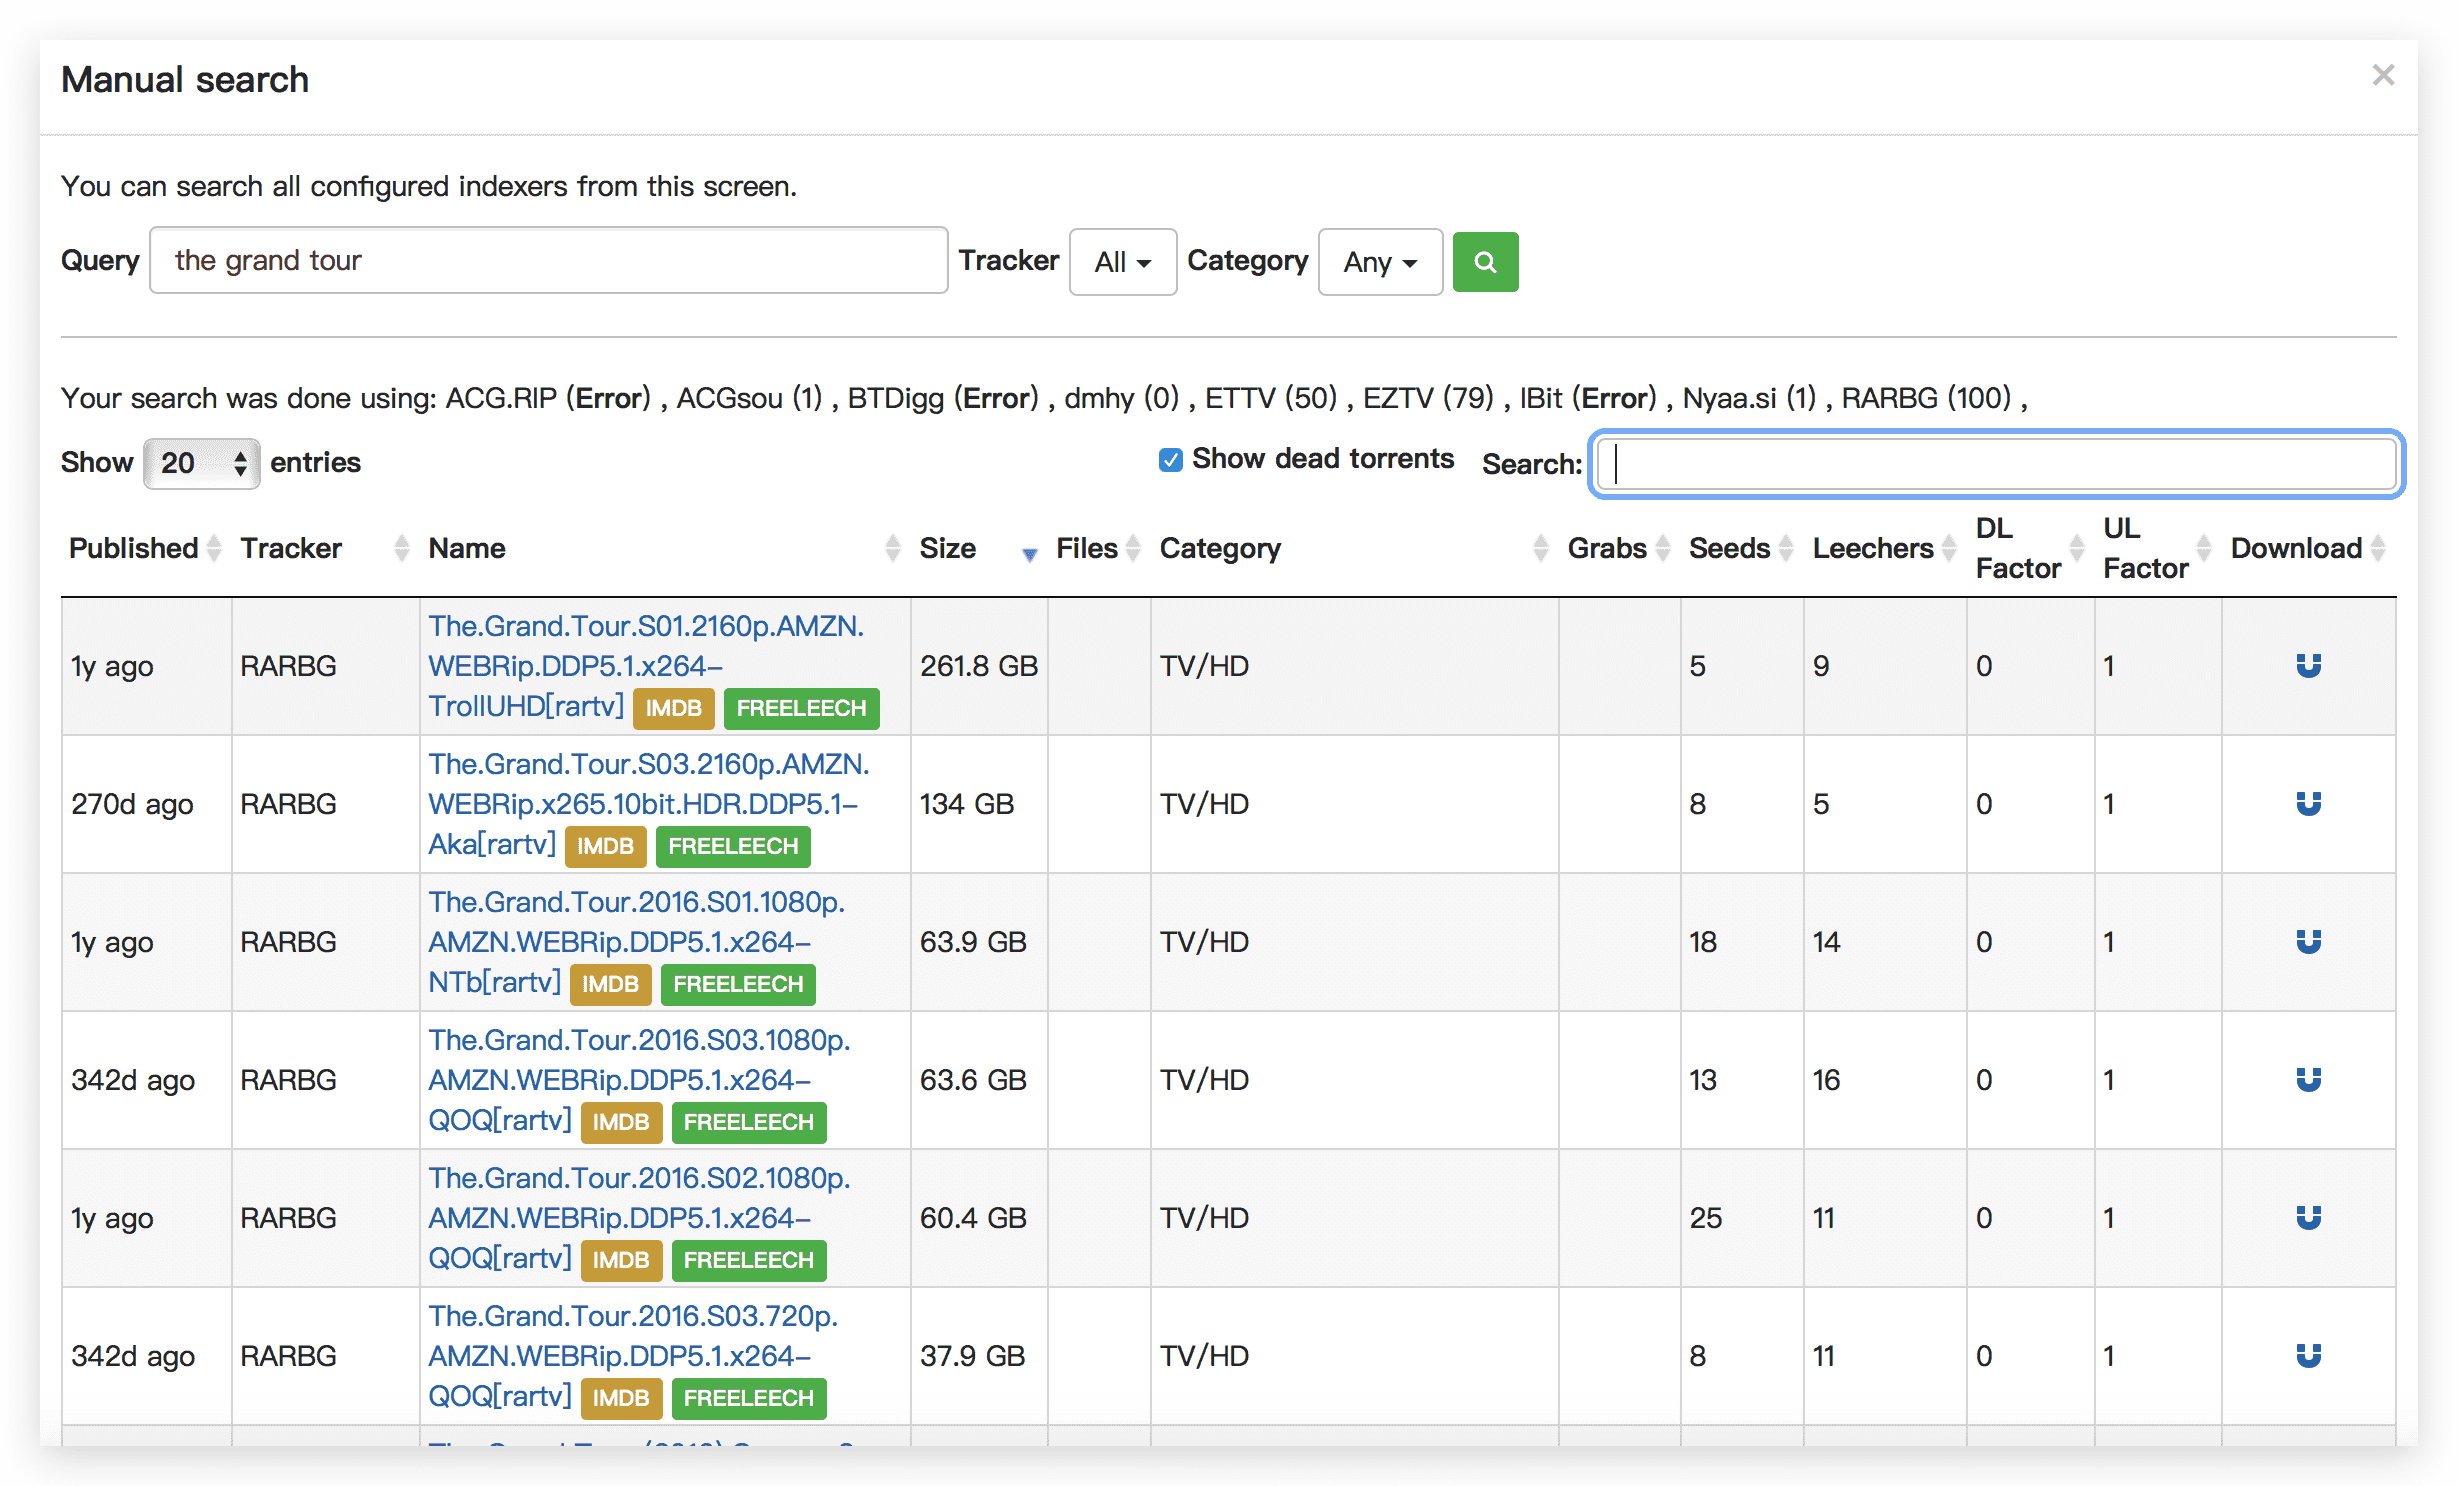 Manual search ×
You can search all configured indexers from this screen.
Query the grand tour Tracker All Category Any
Your search was done using: ACG.RIP (Error) , ACGsou (1) , BTDigg (Error) , dmhy (0) , ETTV (50) , EZTV (79) , IBit (Error) , Nyaa.si (1) , RARBG (100) ,
Show 20 entries Show dead torrents Search:
Published Tracker Name Size Files Category Grabs Seeds Leechers DL Factor UL Factor Download
The.Grand.Tour.S01.2160p.AMZN.
1y ago RARBG WEBRip.DDP5.1.x264- 261.8 GB TV/HD 5 9 0 1
TrollUHD[rartv] IMDB FREELEECH
The.Grand.Tour.S03.2160p.AMZN.
270d ago RARBG WEBRip.x265.10bit.HDR.DDP5.1- 134 GB TV/HD 8 5 0 1
Aka[rartv] IMDB FREELEECH
The.Grand.Tour.2016.S01.1080p.
1y ago RARBG AMZN.WEBRip.DDP5.1.x264- 63.9 GB TV/HD 18 14 0 1
NTb[rartv] IMDB FREELEECH
The.Grand.Tour.2016.S03.1080p.
342d ago RARBG AMZN.WEBRip.DDP5.1.x264- 63.6 GB TV/HD 13 16 0 1
QOQ[rartv] IMDB FREELEECH
The.Grand.Tour.2016.S02.1080p.
1y ago RARBG AMZN.WEBRip.DDP5.1.x264- 60.4 GB TV/HD 25 11 0 1
QOQ[rartv] IMDB FREELEECH
The.Grand.Tour.2016.S03.720p.
342d ago RARBG AMZN.WEBRip.DDP5.1.x264- 37.9 GB TV/HD 8 11 0 1
QOQ[rartv] IMDB FREELEECH